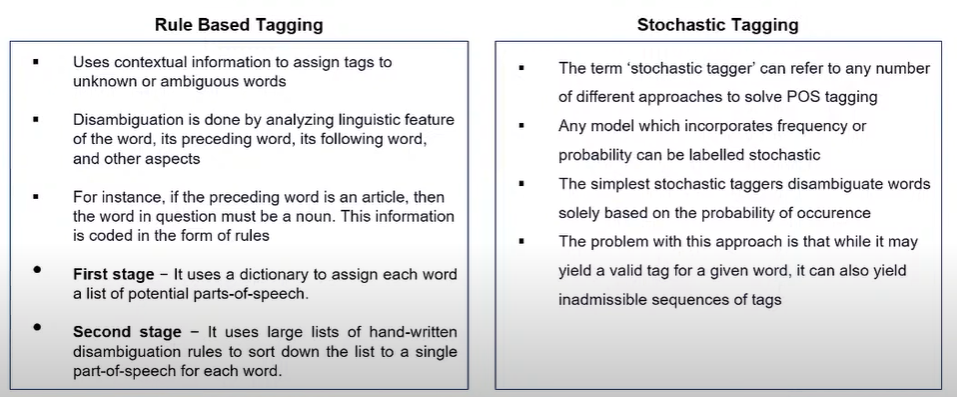 Rule Based Tagging
▪ Uses contextual information to assign tags to
unknown or ambiguous words
▪ Disambiguation is done by analyzing linguistic feature
of the word, its preceding word, its following word,
and other aspects
▪ For instance, if the preceding word is an article, then
the word in question must be a noun. This information
is coded in the form of rules
• First stage – It uses a dictionary to assign each word
a list of potential parts-of-speech.
• Second stage – It uses large lists of hand-written
disambiguation rules to sort down the list to a single
part-of-speech for each word.
Stochastic Tagging
▪ The term ‘stochastic tagger’ can refer to any number
of different approaches to solve POS tagging
▪ Any model which incorporates frequency or
probability can be labelled stochastic
▪ The simplest stochastic taggers disambiguate words
solely based on the probability of occurence
▪ The problem with this approach is that while it may
yield a valid tag for a given word, it can also yield
inadmissible sequences of tags